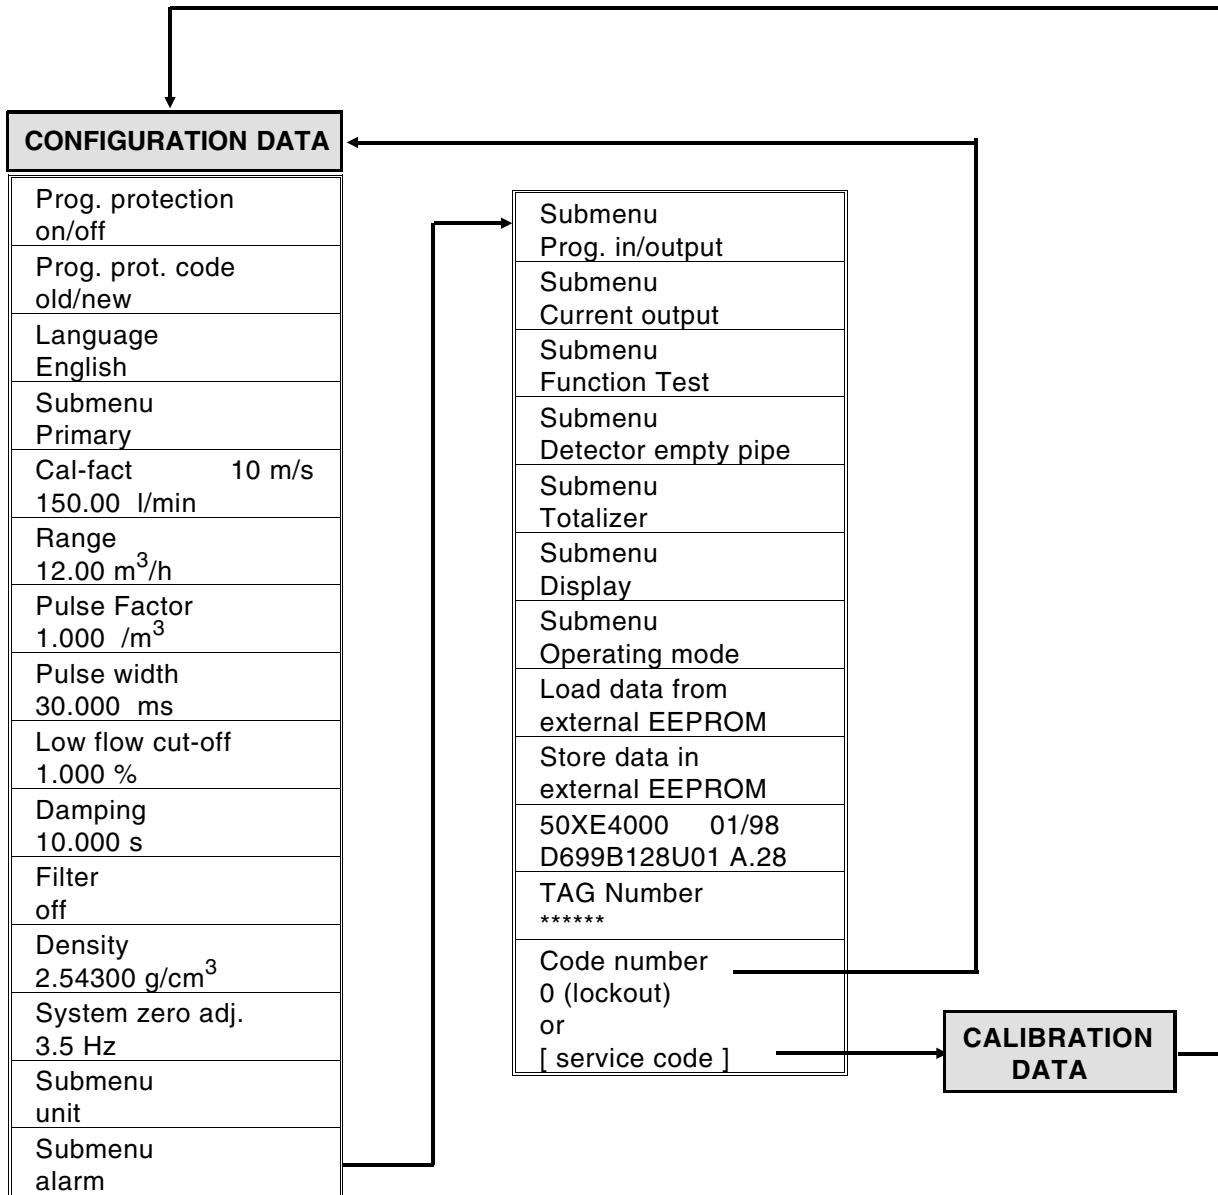 CONFIGURATION DATA
Prog. protection
on/off
Prog. prot. code
old/new
Language
English
Submenu
Primary
Cal-fact 10 m/s
150.00 l/min
Range
12.00 m³/h
Pulse Factor
1.000 /m³
Pulse width
30.000 ms
Low flow cut-off
1.000 %
Damping
10.000 s
Filter
off
Density
2.54300 g/cm³
System zero adj.
3.5 Hz
Submenu
unit
Submenu
alarm
Submenu
Prog. in/output
Submenu
Current output
Submenu
Function Test
Submenu
Detector empty pipe
Submenu
Totalizer
Submenu
Display
Submenu
Operating mode
Load data from
external EEPROM
Store data in
external EEPROM
50XE4000 01/98
D699B128U01 A.28
TAG Number
******
Code number
0 (lockout)
or
[ service code ]
CALIBRATION
DATA